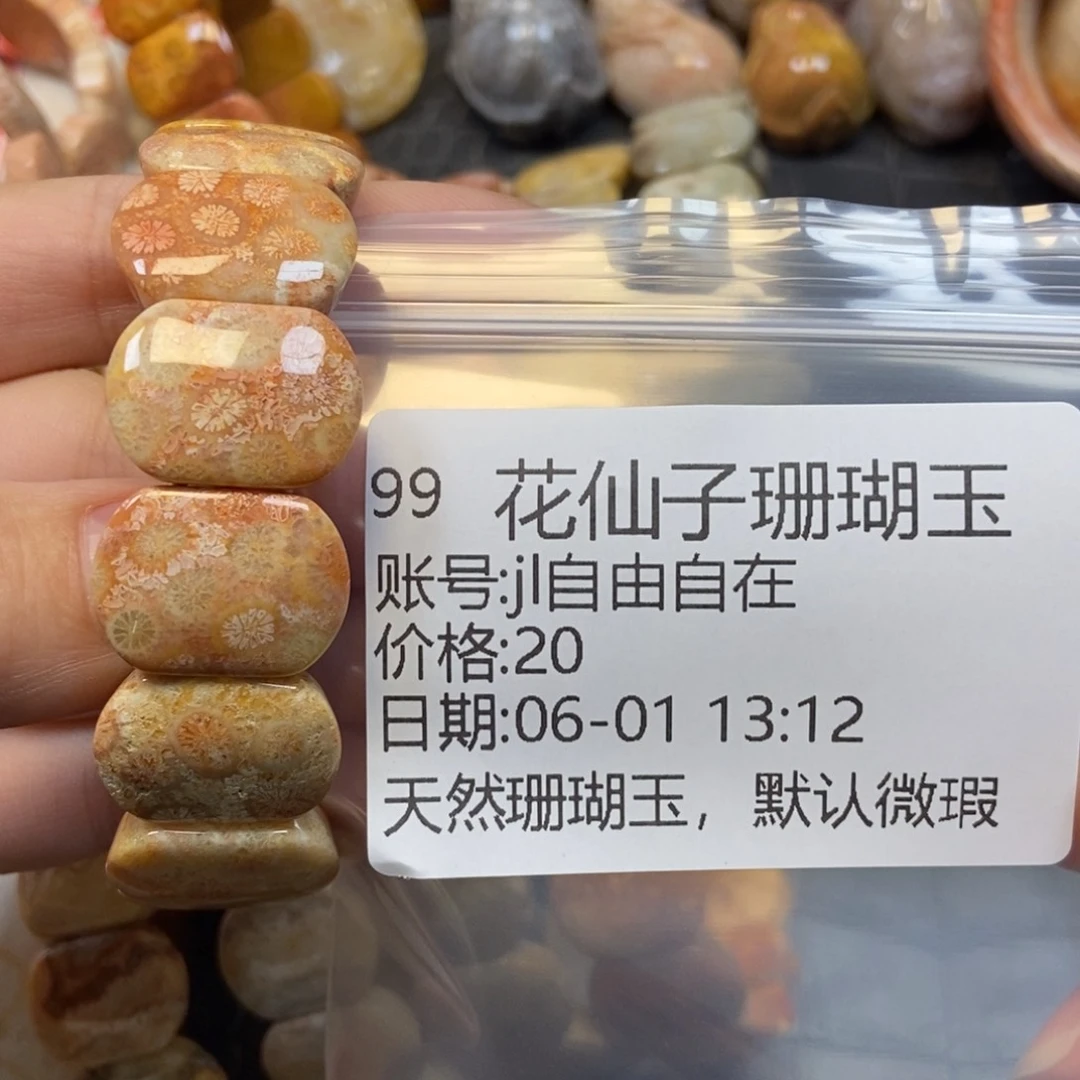 99 花仙子珊瑚玉
账号:jl自由自在
价格:20
日期:06-01 13:12
天然珊瑚玉，默认微瑕